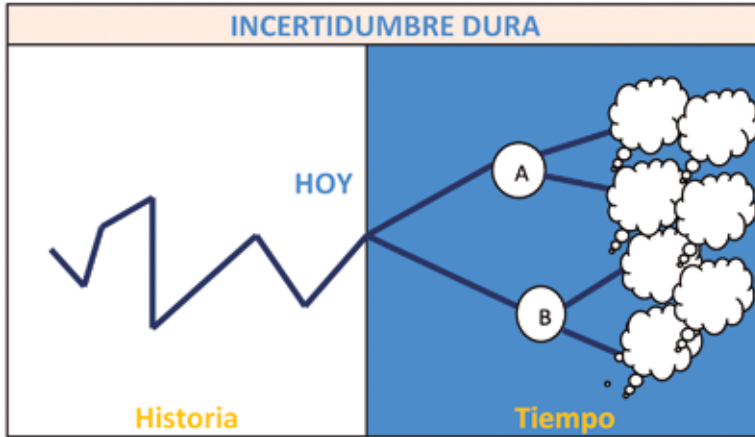 INCERTIDUMBRE DURA
HOY
A
B
Historia
Tiempo